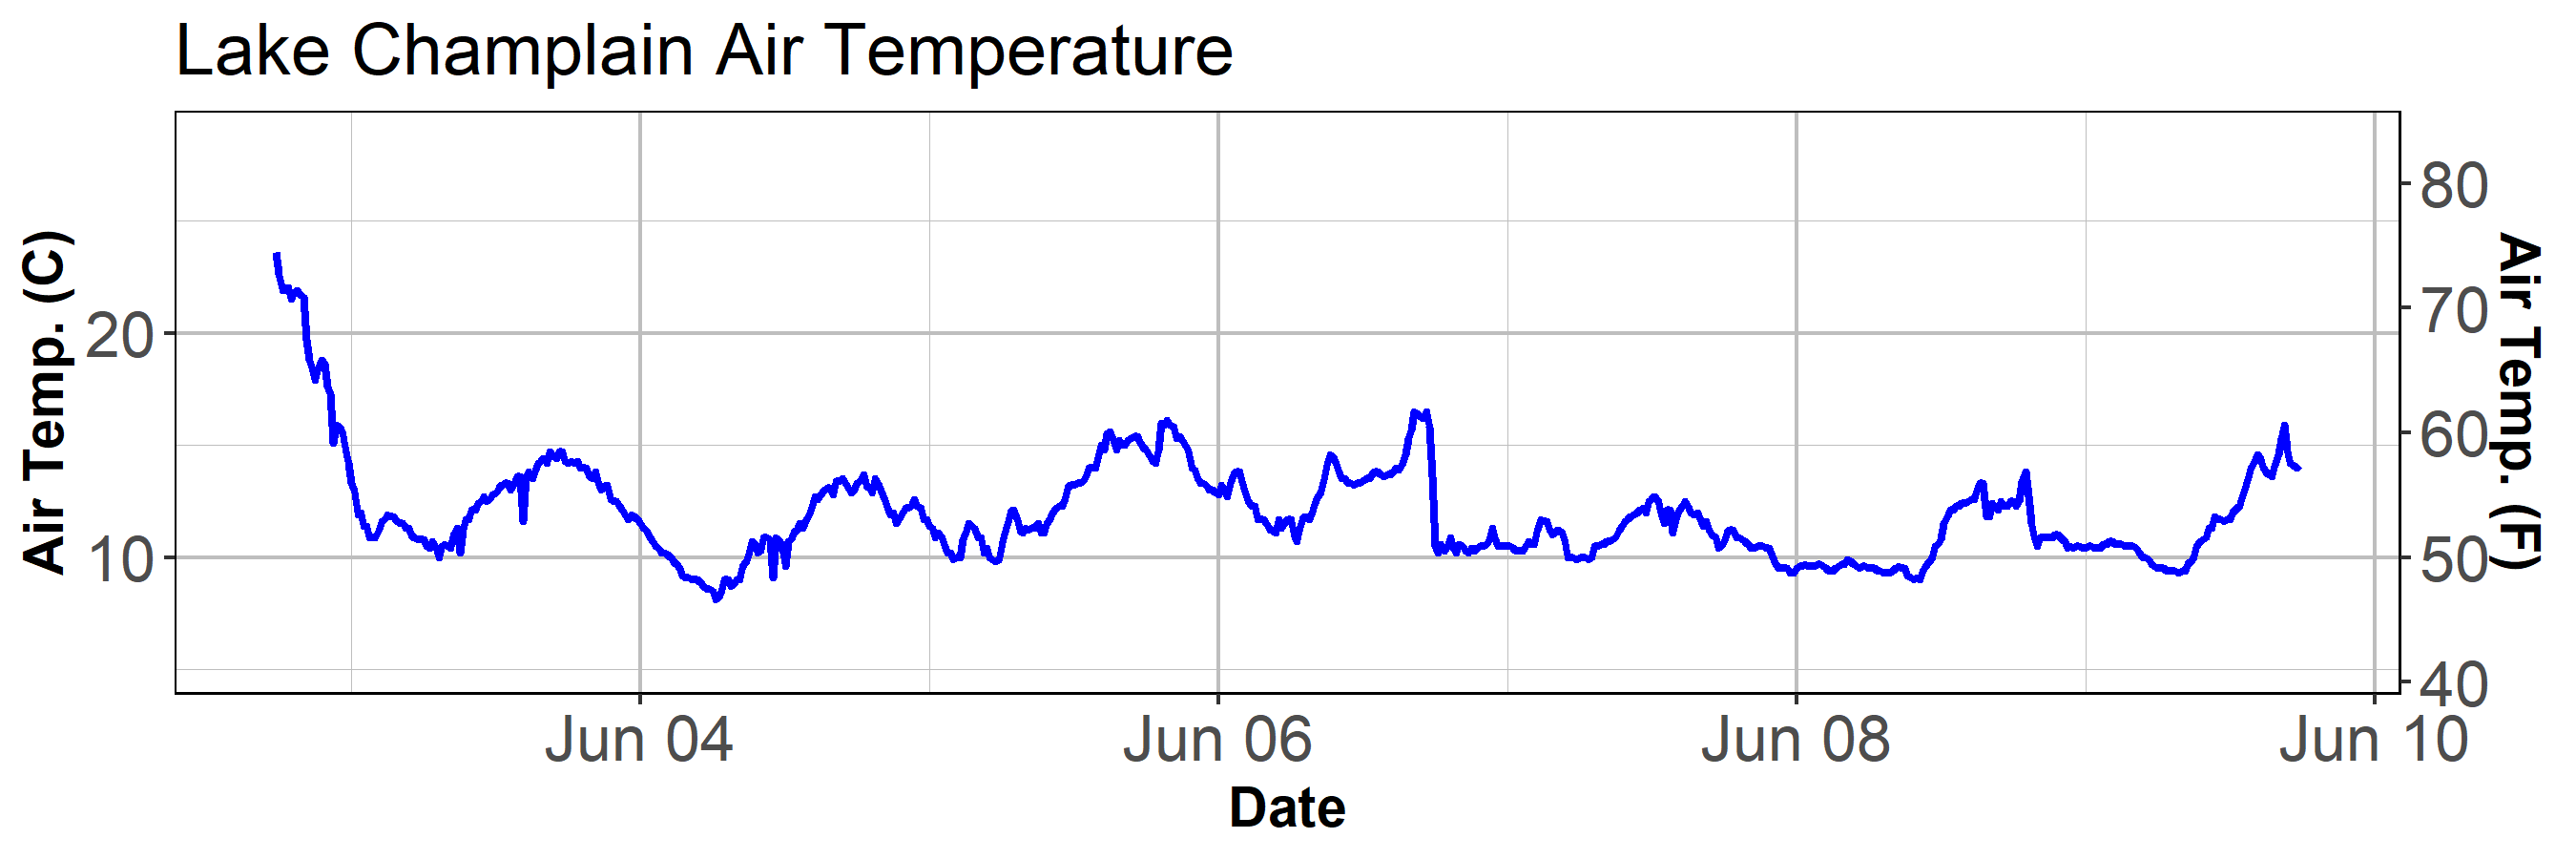 Lake Champlain Air Temperature
Air Temp. (C)
20
10
80
70
60
50
40
Air Temp. (F)
Jun 04 Jun 06 Jun 08 Jun 10
Date